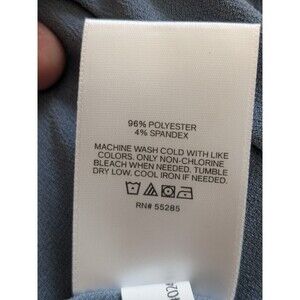 96% POLYESTER
4% SPANDEX
MACHINE WASH COLD WITH LIKE
COLORS. ONLY NON-CHLORINE
BLEACH WHEN NEEDED. TUMBLE
DRY LOW. COOL IRON IF NEEDED.
RN# 55285